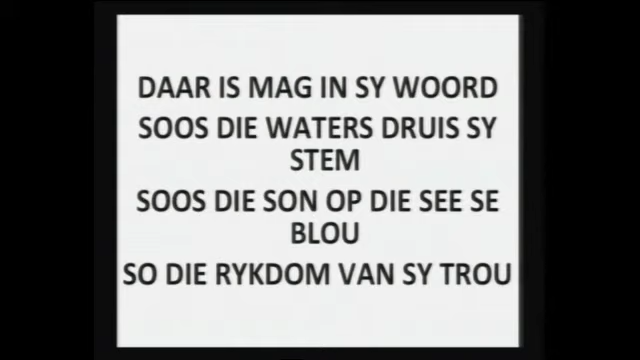 DAAR IS MAG IN SY WOORD
SOOS DIE WATERS DRUIS SY
STEM
SOOS DIE SON OP DIE SEE SE
BLOU
SO DIE RYKDOM VAN SY TROU